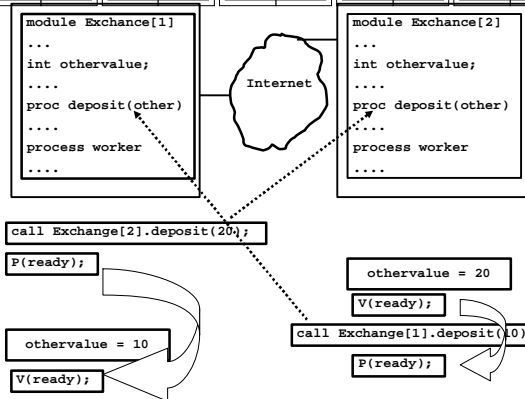 module Exchance[1]
...
int othervalue;
....
proc deposit(other)
....
process worker
....
Internet
module Exchance[2]
...
int othervalue;
....
proc deposit(other)
....
process worker
....
call Exchange[2].deposit(20);
P(ready);
othervalue = 10
V(ready);
othervalue = 20
V(ready);
call Exchange[1].deposit(10)
P(ready);